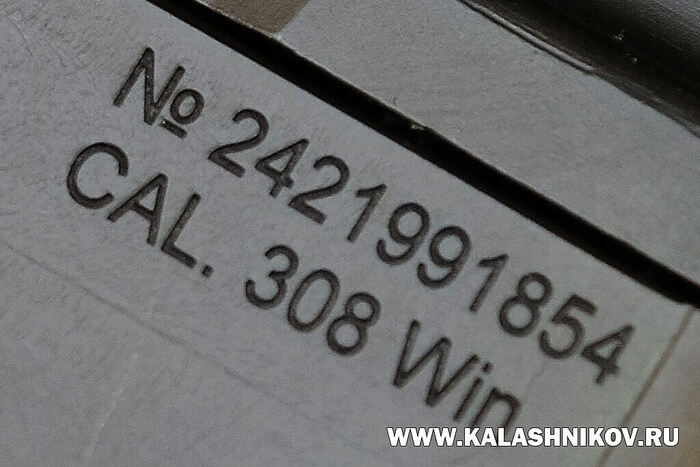 № 2421991854
CAL. 308 Win
WWW.KALASHNIKOV.RU